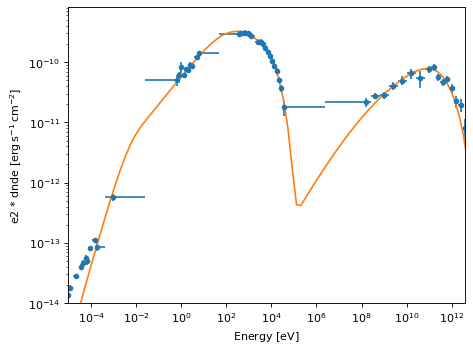 e2 * dnde [erg s⁻¹ cm⁻²]
10⁻¹⁰
10⁻¹¹
10⁻¹²
10⁻¹³
10⁻¹⁴
10⁻⁴ 10⁻² 10⁰ 10² 10⁴ 10⁶ 10⁸ 10¹⁰ 10¹²
Energy [eV]